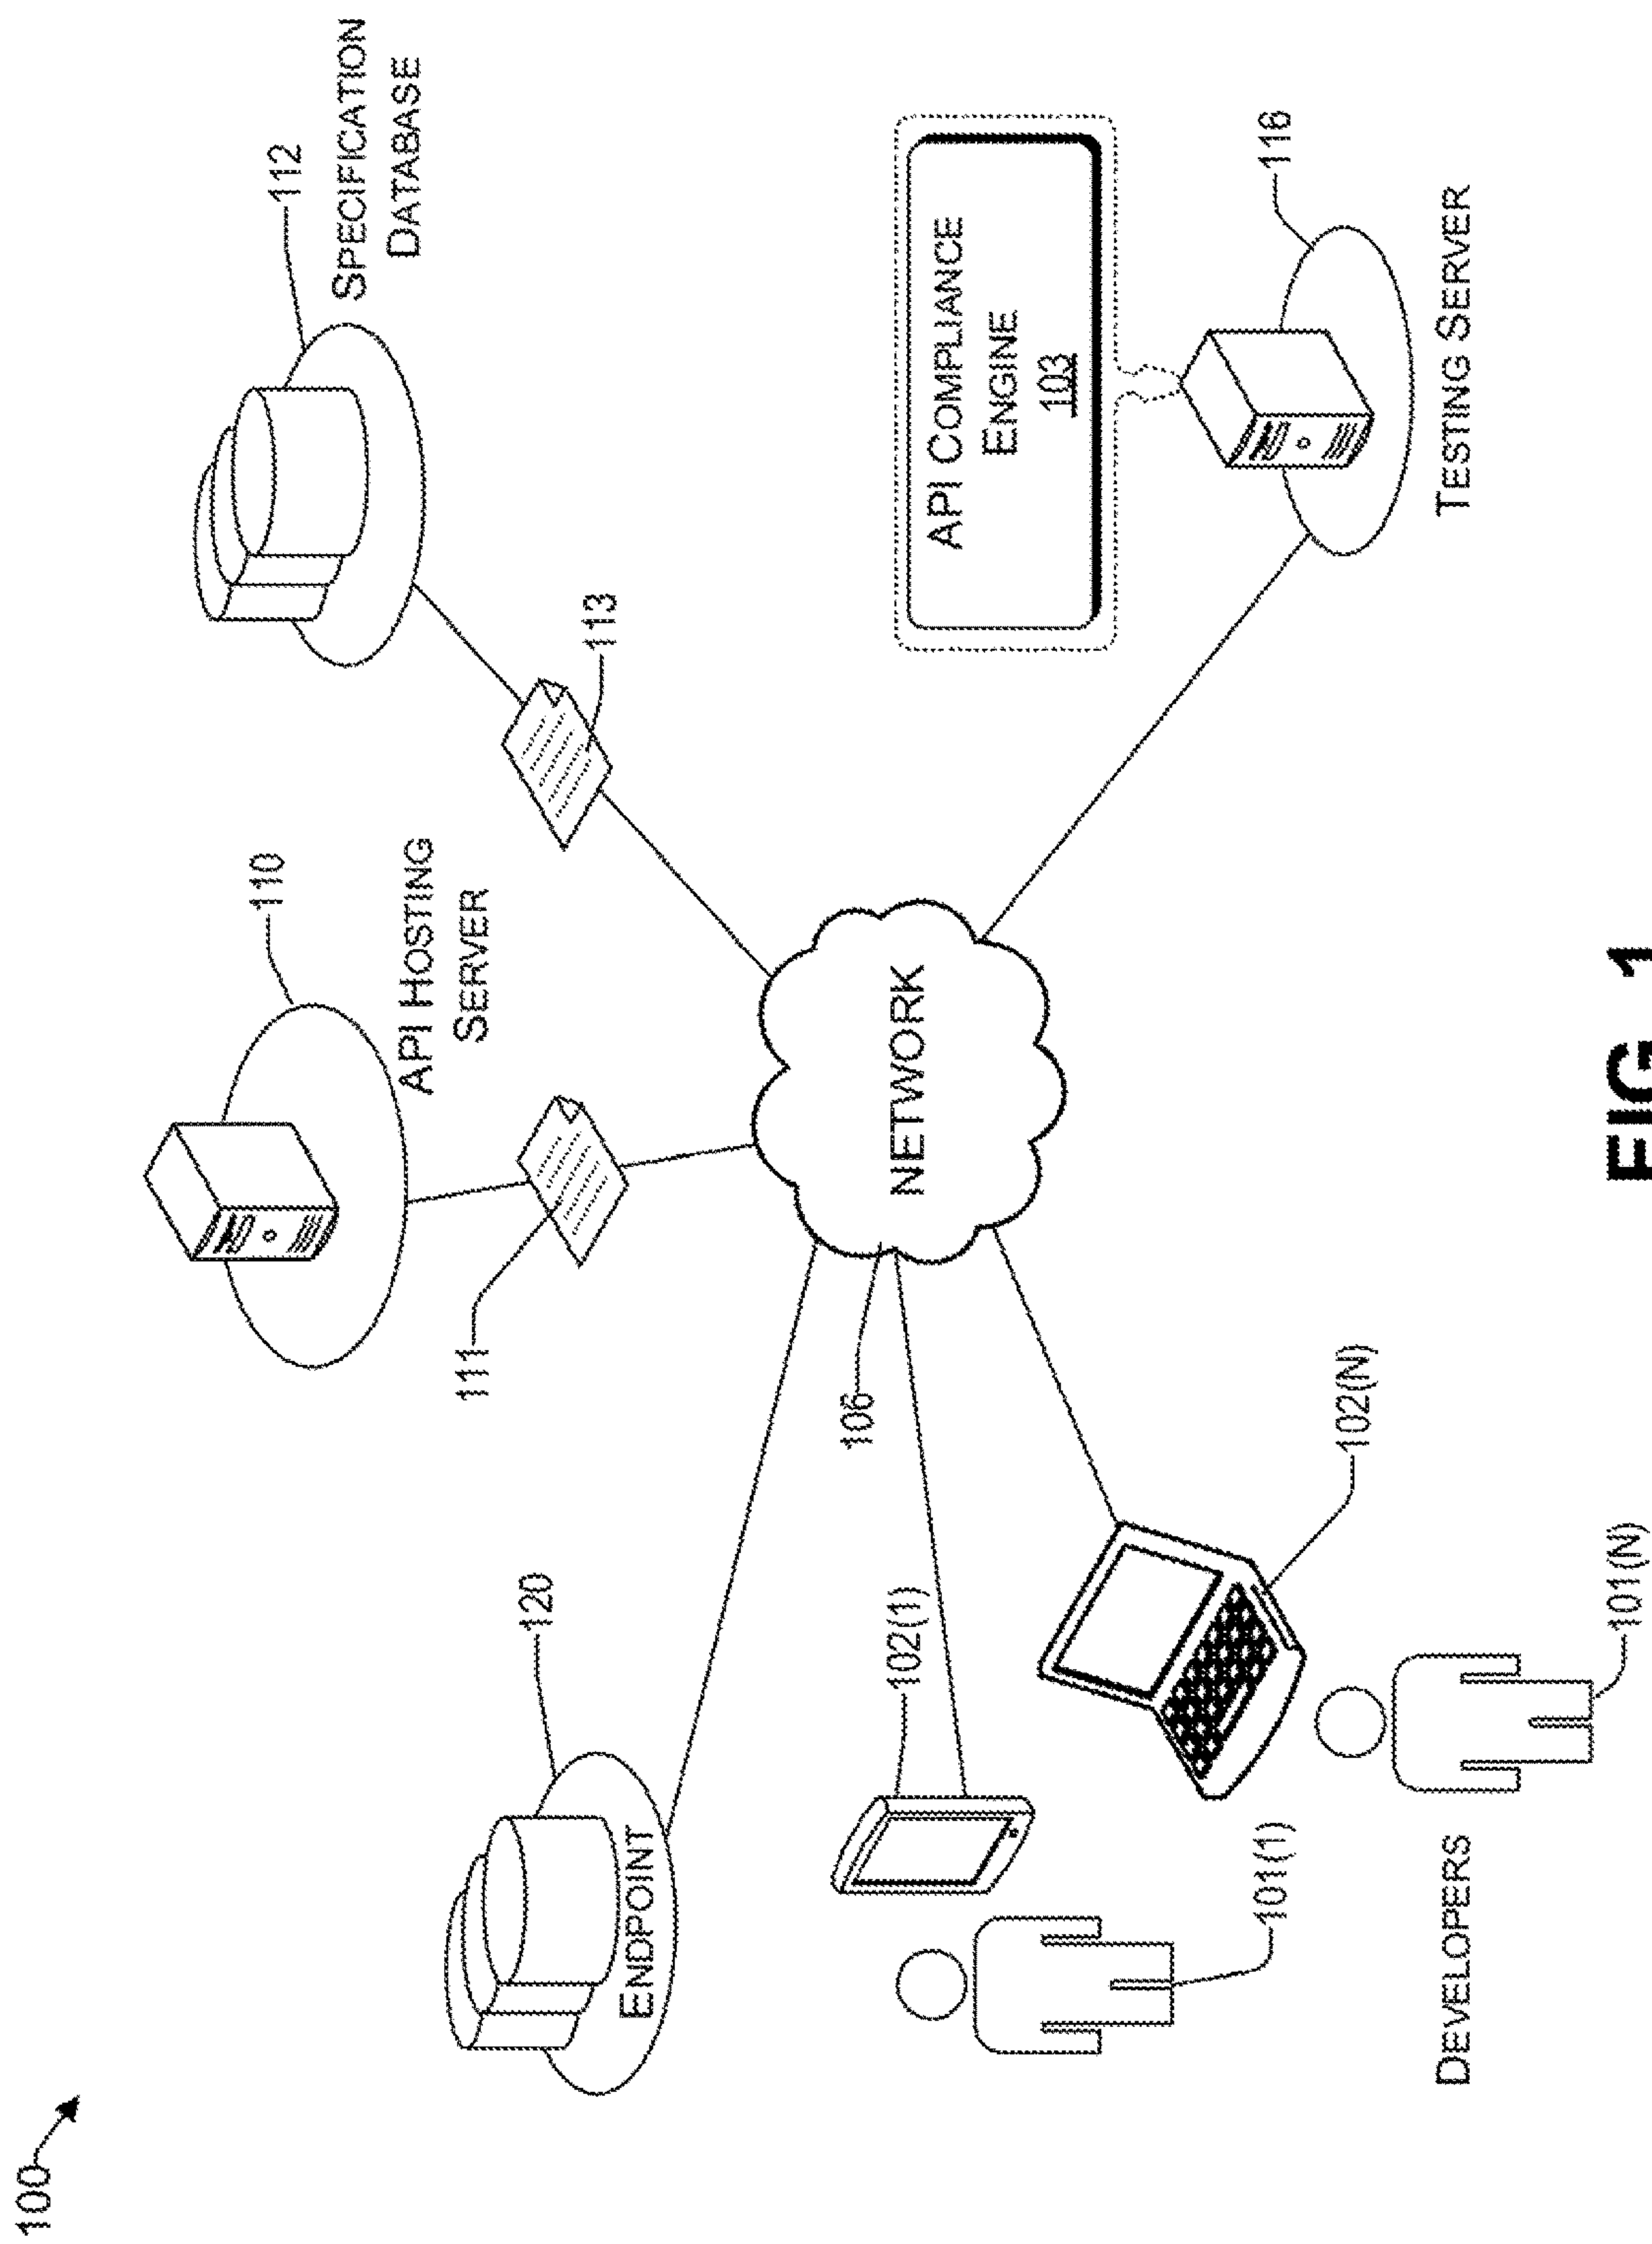 100
120
ENDPOINT
110
API HOSTING
SERVER
111
112
SPECIFICATION
DATABASE
113
NETWORK
106
102(1)
101(1)
102(N)
101(N)
DEVELOPERS
API COMPLIANCE
ENGINE
103
116
TESTING SERVER
FIG. 1